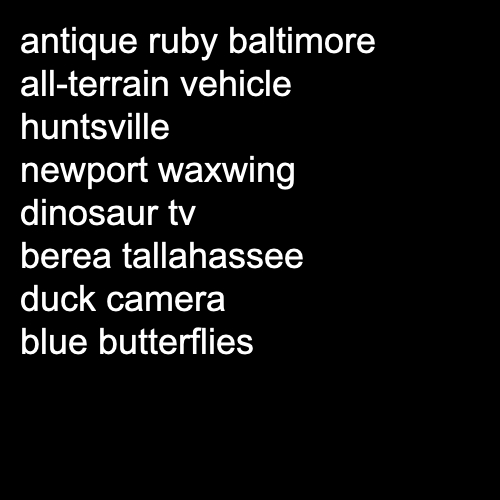 antique ruby baltimore
all-terrain vehicle
huntsville
newport waxwing
dinosaur tv
berea tallahassee
duck camera
blue butterflies